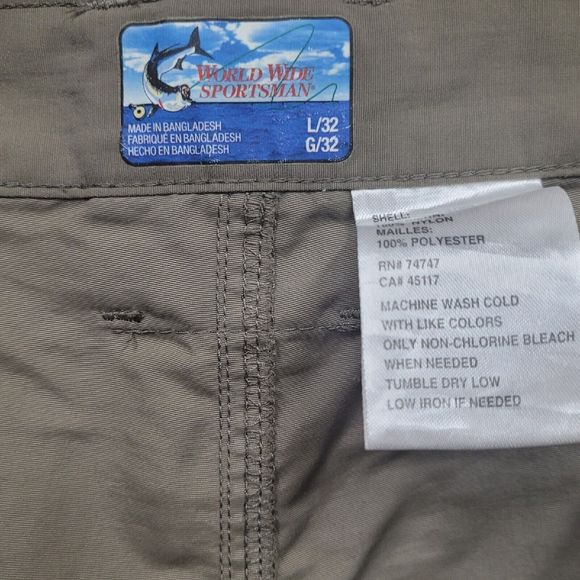 WORLD WIDE
SPORTSMAN®
MADE IN BANGLADESH
FABRIQUÉ EN BANGLADESH
HECHO EN BANGLADESH
L/32
G/32
SHELL:
100% NYLON
MAILLES:
100% POLYESTER
RN# 74747
CA# 45117
MACHINE WASH COLD
WITH LIKE COLORS
ONLY NON-CHLORINE BLEACH
WHEN NEEDED
TUMBLE DRY LOW
LOW IRON IF NEEDED